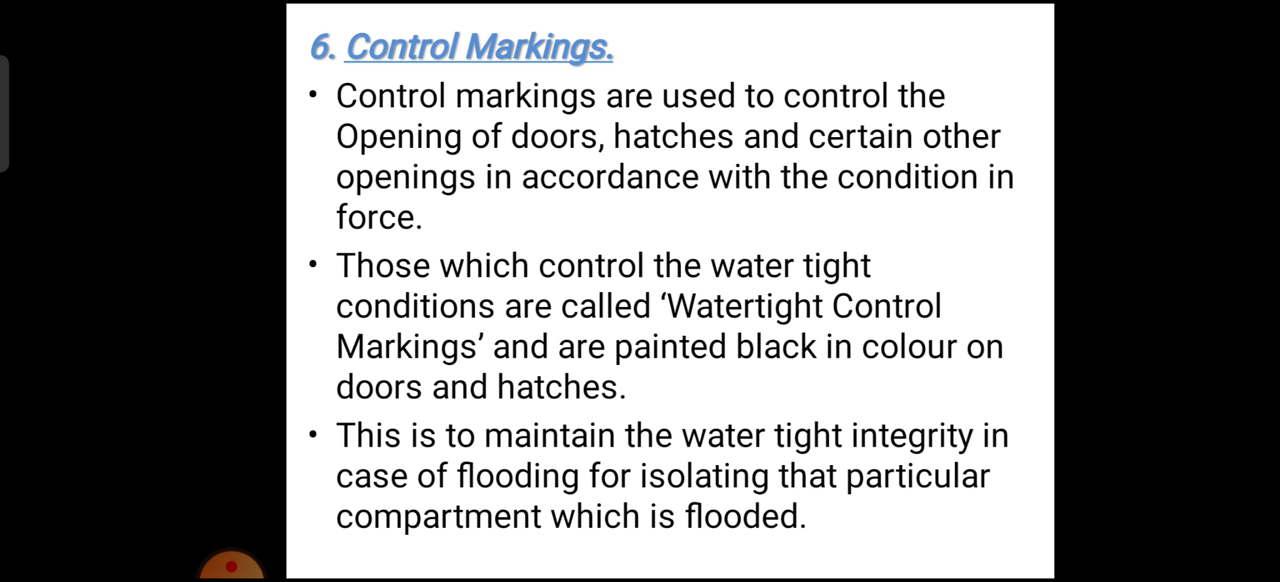 6. Control Markings.
• Control markings are used to control the
Opening of doors, hatches and certain other
openings in accordance with the condition in
force.
• Those which control the water tight
conditions are called ‘Watertight Control
Markings’ and are painted black in colour on
doors and hatches.
• This is to maintain the water tight integrity in
case of flooding for isolating that particular
compartment which is flooded.